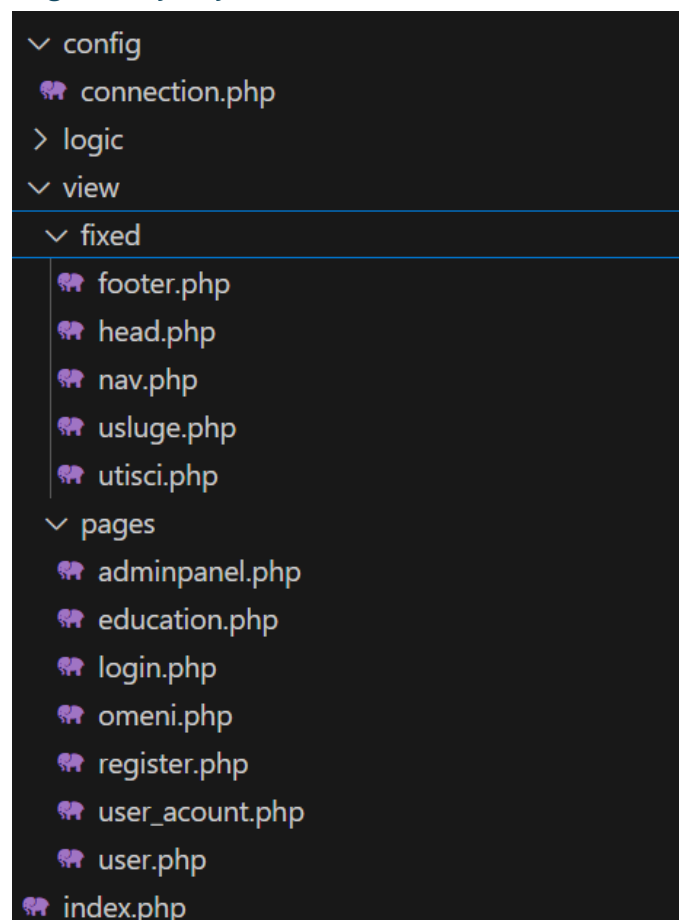 config
connection.php
logic
view
fixed
footer.php
head.php
nav.php
usluge.php
utisci.php
pages
adminpanel.php
education.php
login.php
omeni.php
register.php
user_acount.php
user.php
index.php